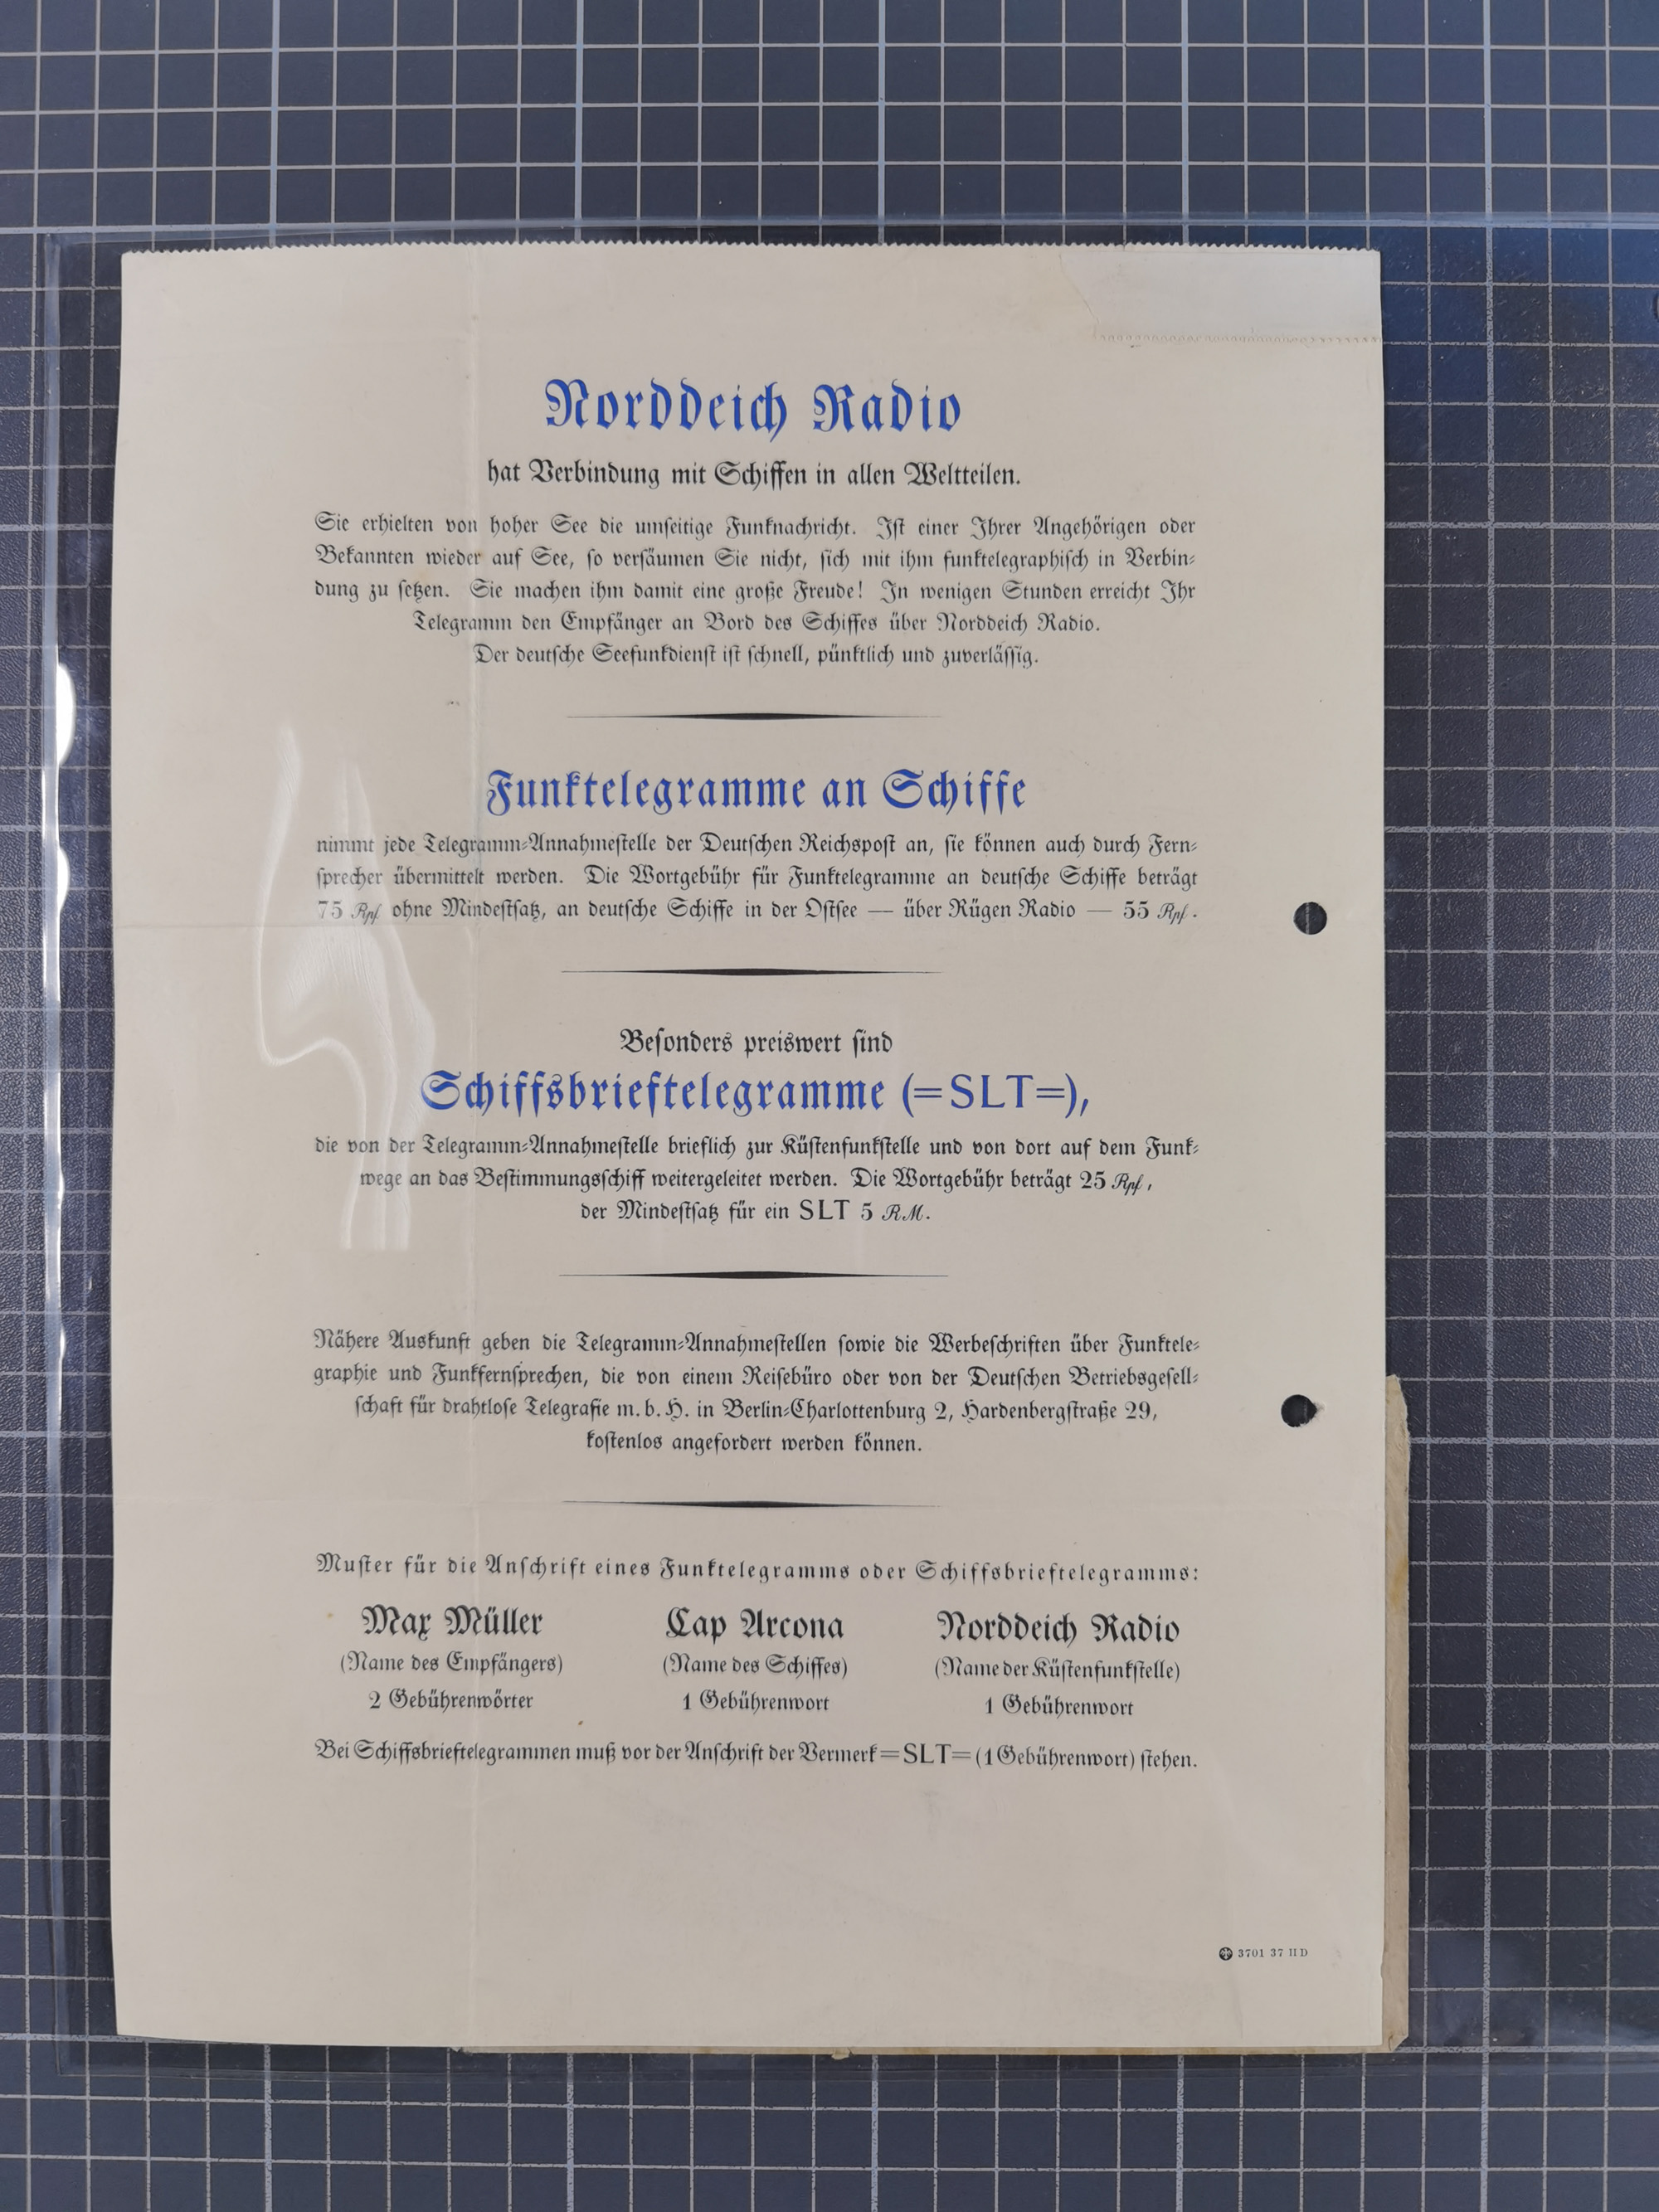 Norddeich Radio
hat Verbindung mit Schiffen in allen Weltteilen.
Sie erhielten von hoher See die umseitige Funknachricht. Ist einer Ihrer Angehörigen oder
Bekannten wieder auf See, so versäumen Sie nicht, sich mit ihm funktelegraphisch in Verbin-
dung zu setzen. Sie machen ihm damit eine große Freude! In wenigen Stunden erreicht Ihr
Telegramm den Empfänger an Bord des Schiffes über Norddeich Radio.
Der deutsche Seefunkdienst ist schnell, pünktlich und zuverlässig.
Funktelegramme an Schiffe
nimmt jede Telegramm-Annahmestelle der Deutschen Reichspost an, sie können auch durch Fern-
sprecher übermittelt werden. Die Wortgebühr für Funktelegramme an deutsche Schiffe beträgt
75 Rpf ohne Mindestsatz, an deutsche Schiffe in der Ostsee — über Rügen Radio — 55 Rpf.
Besonders preiswert sind
Schiffsbrieftelegramme (=SLT=),
die von der Telegramm-Annahmestelle brieflich zur Küstenfunkstelle und von dort auf dem Funk-
wege an das Bestimmungsschiff weitergeleitet werden. Die Wortgebühr beträgt 25 Rpf,
der Mindestsatz für ein SLT 5 RM.
Nähere Auskunft geben die Telegramm-Annahmestellen sowie die Werbeschriften über Funktele-
graphie und Funkfernsprechen, die von einem Reisebüro oder von der Deutschen Betriebsgesell-
schaft für drahtlose Telegrafie m. b. H. in Berlin-Charlottenburg 2, Hardenbergstraße 29,
kostenlos angefordert werden können.
Muster für die Anschrift eines Funktelegramms oder Schiffsbrieftelegramms:
Max Müller Cap Arcona Norddeich Radio
(Name des Empfängers) (Name des Schiffes) (Name der Küstenfunkstelle)
2 Gebührenwörter 1 Gebührenwort 1 Gebührenwort
Bei Schiffsbrieftelegrammen muß vor der Anschrift der Vermerk =SLT= (1 Gebührenwort) stehen.
3701 37 II D